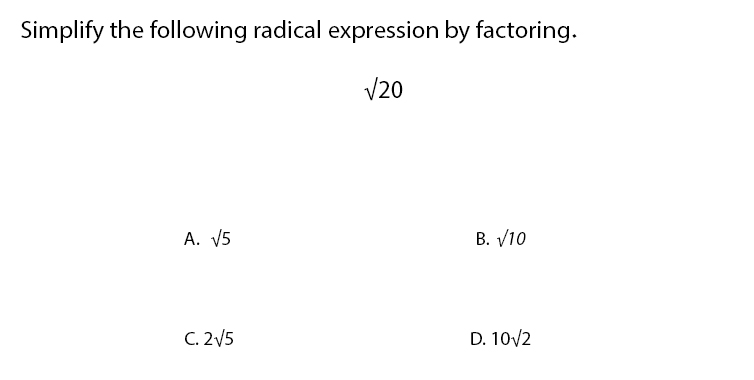 Simplify the following radical expression by factoring.
√20
A. √5
B. √10
C. 2√5
D. 10√2